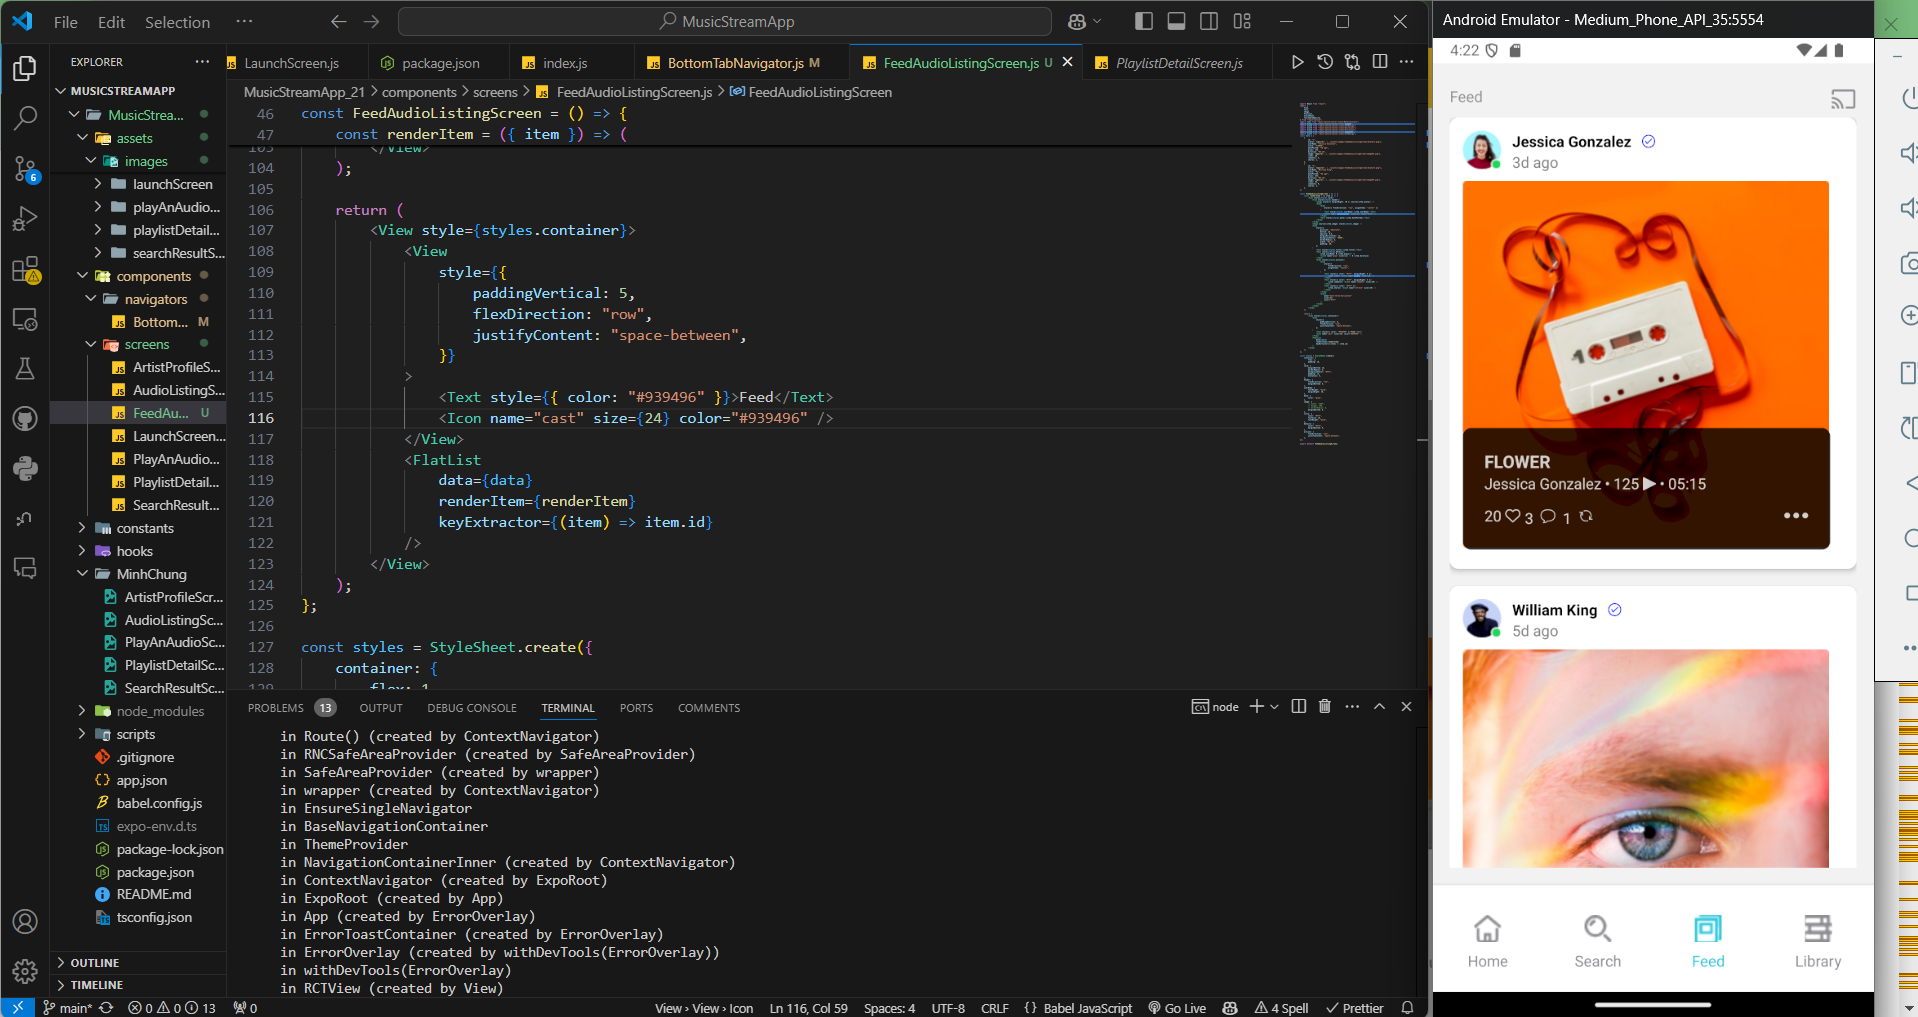 File Edit Selection ···
MusicStreamApp
EXPLORER ···
MUSICSTREAMAPP
MusicStrea...
assets
images
launchScreen
playAnAudio...
playlistDetail...
searchResultS...
components
navigators
Bottom... M
screens
ArtistProfileS...
AudioListingS...
FeedAu... U
LaunchScreen...
PlayAnAudio...
PlaylistDetail...
SearchResult...
constants
hooks
MinhChung
ArtistProfileScr...
AudioListingSc...
PlayAnAudioSc...
PlaylistDetailSc...
SearchResultSc...
node_modules
scripts
.gitignore
app.json
babel.config.js
expo-env.d.ts
package-lock.json
package.json
README.md
tsconfig.json
OUTLINE
TIMELINE
LaunchScreen.js package.json index.js BottomTabNavigator.js M FeedAudioListingScreen.js U PlaylistDetailScreen.js
MusicStreamApp_21 > components > screens > FeedAudioListingScreen.js > FeedAudioListingScreen
46 const FeedAudioListingScreen = () => {
47 const renderItem = ({ item }) => (
103 </View>
104 );
105
106 return (
107 <View style={styles.container}>
108 <View
109 style={{
110 paddingVertical: 5,
111 flexDirection: "row",
112 justifyContent: "space-between",
113 }}
114 >
115 <Text style={{ color: "#939496" }}>Feed</Text>
116 <Icon name="cast" size={24} color="#939496" />
117 </View>
118 <FlatList
119 data={data}
120 renderItem={renderItem}
121 keyExtractor={(item) => item.id}
122 />
123 </View>
124 );
125 };
126
127 const styles = StyleSheet.create({
128 container: {
129 flex: 1
PROBLEMS 13 OUTPUT DEBUG CONSOLE TERMINAL PORTS COMMENTS
node
in Route() (created by ContextNavigator)
in RNCSafeAreaProvider (created by SafeAreaProvider)
in SafeAreaProvider (created by wrapper)
in wrapper (created by ContextNavigator)
in EnsureSingleNavigator
in BaseNavigationContainer
in ThemeProvider
in NavigationContainerInner (created by ContextNavigator)
in ContextNavigator (created by ExpoRoot)
in ExpoRoot (created by App)
in App (created by ErrorOverlay)
in ErrorToastContainer (created by ErrorOverlay)
in ErrorOverlay (created by withDevTools(ErrorOverlay))
in withDevTools(ErrorOverlay)
in RCTView (created by View)
main* 0 0 13 0 View › View › Icon Ln 116, Col 59 Spaces: 4 UTF-8 CRLF {} Babel JavaScript Go Live 4 Spell Prettier
Android Emulator - Medium_Phone_API_35:5554
4:22
Feed
Jessica Gonzalez
3d ago
FLOWER
Jessica Gonzalez • 125 ▶ • 05:15
20 3 1
William King
5d ago
Home Search Feed Library